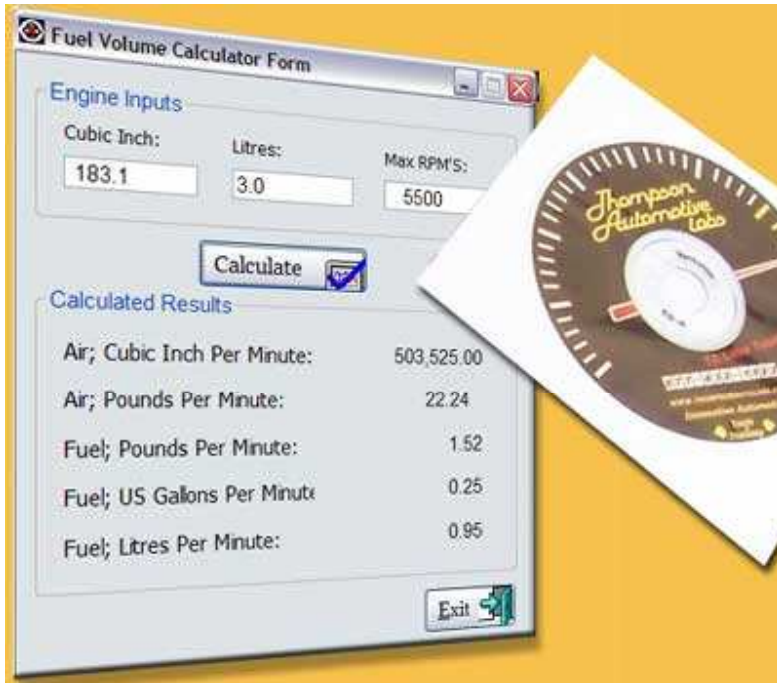 Fuel Volume Calculator Form
Engine Inputs
Cubic Inch:
Litres:
Max RPM'S:
183.1
3.0
5500
Calculate
Calculated Results
Air; Cubic Inch Per Minute: 503,525.00
Air; Pounds Per Minute: 22.24
Fuel; Pounds Per Minute: 1.52
Fuel; US Gallons Per Minute 0.25
Fuel; Litres Per Minute: 0.95
Exit
Thompson
Automotive
Labs